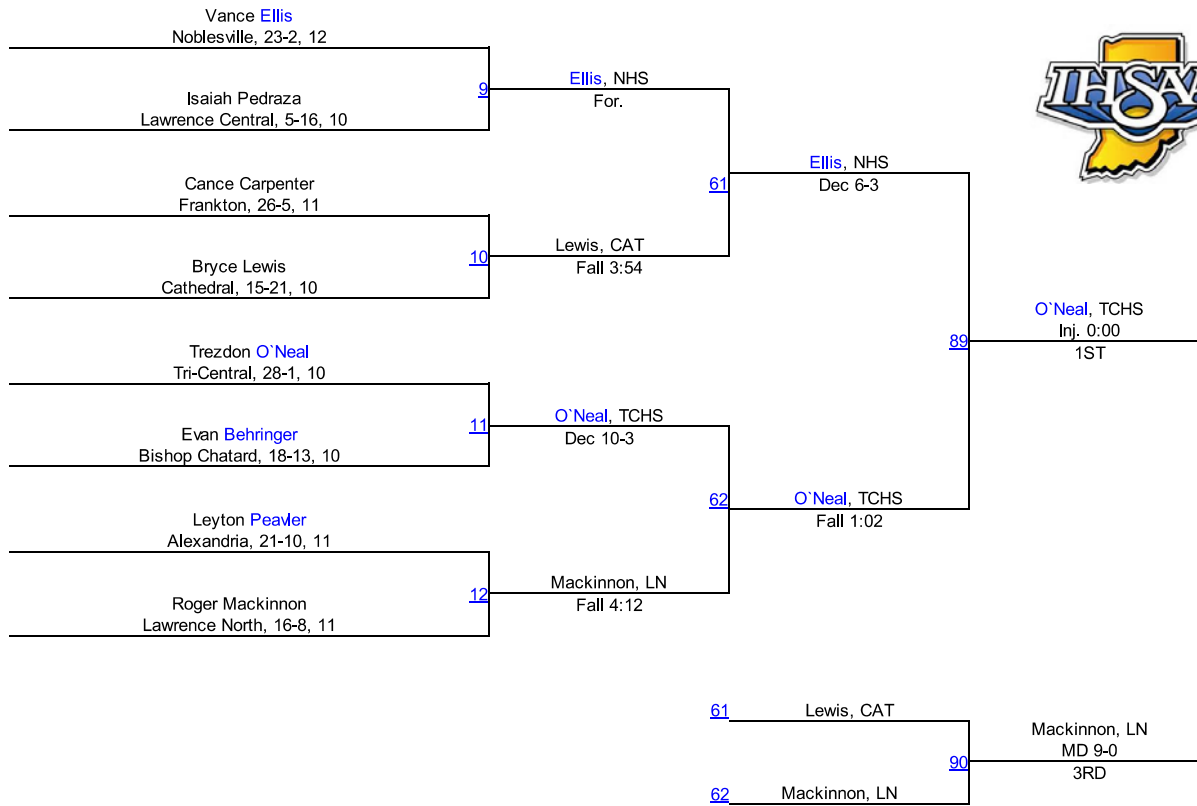 Vance Ellis
Noblesville, 23-2, 12
9
Isaiah Pedraza
Lawrence Central, 5-16, 10
Ellis, NHS
For.
61
Cance Carpenter
Frankton, 26-5, 11
10
Bryce Lewis
Cathedral, 15-21, 10
Lewis, CAT
Fall 3:54
Ellis, NHS
Dec 6-3
IHSAA
89
Trezdon O`Neal
Tri-Central, 28-1, 10
11
Evan Behringer
Bishop Chatard, 18-13, 10
O`Neal, TCHS
Dec 10-3
62
Leyton Peavler
Alexandria, 21-10, 11
12
Roger Mackinnon
Lawrence North, 16-8, 11
Mackinnon, LN
Fall 4:12
O`Neal, TCHS
Fall 1:02
O`Neal, TCHS
Inj. 0:00
1ST
61
Lewis, CAT
90
62
Mackinnon, LN
Mackinnon, LN
MD 9-0
3RD